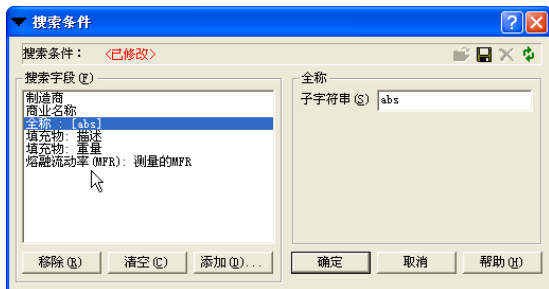 搜索条件
搜索条件： <已修改>
搜索字段(F)
制造商
商业名称
全称 : [abs]
填充物: 描述
填充物: 重量
熔融流动率(MFR): 测量的MFR
移除(R) 清空(C) 添加(D)...
全称
子字符串(S) abs
确定 取消 帮助(H)